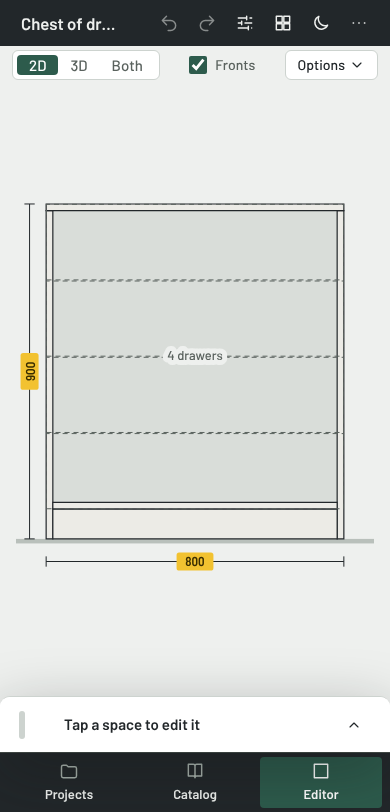 Chest of dr...
2D 3D Both Fronts Options
4 drawers
900
800
Tap a space to edit it
Projects Catalog Editor